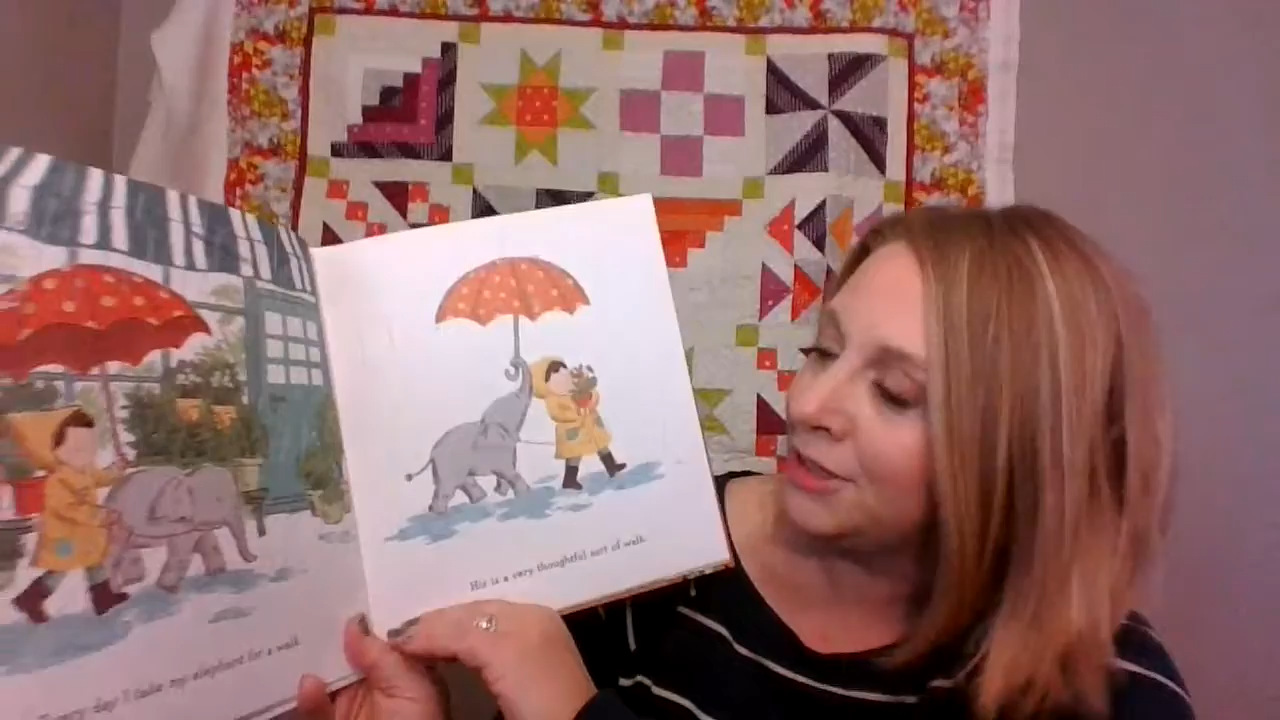 Every day I take my elephant for a walk.
His is a very thoughtful sort of walk.